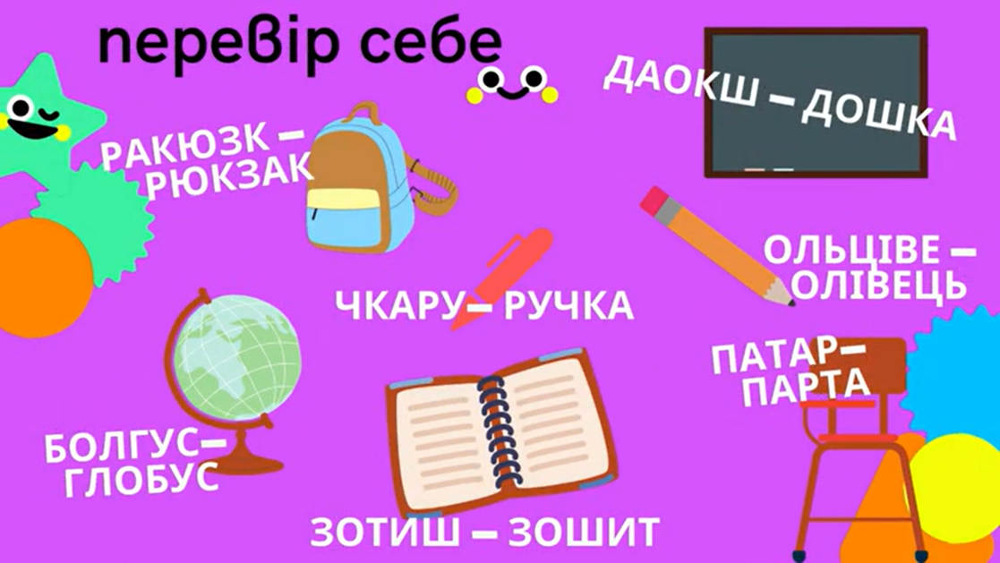 перевір себе
ДАОКШ – ДОШКА
РАКЮЗК –
РЮКЗАК
ОЛЬЦІВЕ –
ОЛІВЕЦЬ
ЧКАРУ– РУЧКА
ПАТАР–
ПАРТА
БОЛГУС–
ГЛОБУС
ЗОТИШ – ЗОШИТ